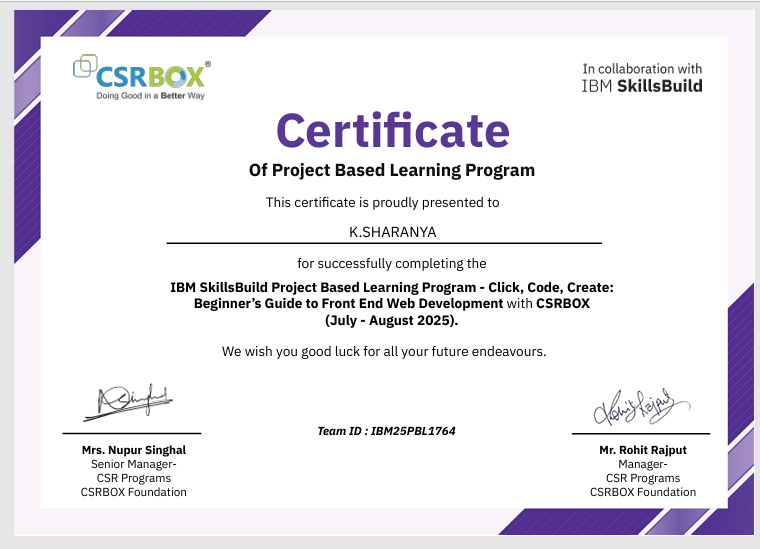 CSRBOX®
Doing Good in a Better Way
In collaboration with
IBM SkillsBuild
Certificate
Of Project Based Learning Program
This certificate is proudly presented to
K.SHARANYA
for successfully completing the
IBM SkillsBuild Project Based Learning Program - Click, Code, Create:
Beginner's Guide to Front End Web Development with CSRBOX
(July - August 2025).
We wish you good luck for all your future endeavours.
Team ID : IBM25PBL1764
Mrs. Nupur Singhal
Senior Manager-
CSR Programs
CSRBOX Foundation
Rohit Rajput
Mr. Rohit Rajput
Manager-
CSR Programs
CSRBOX Foundation